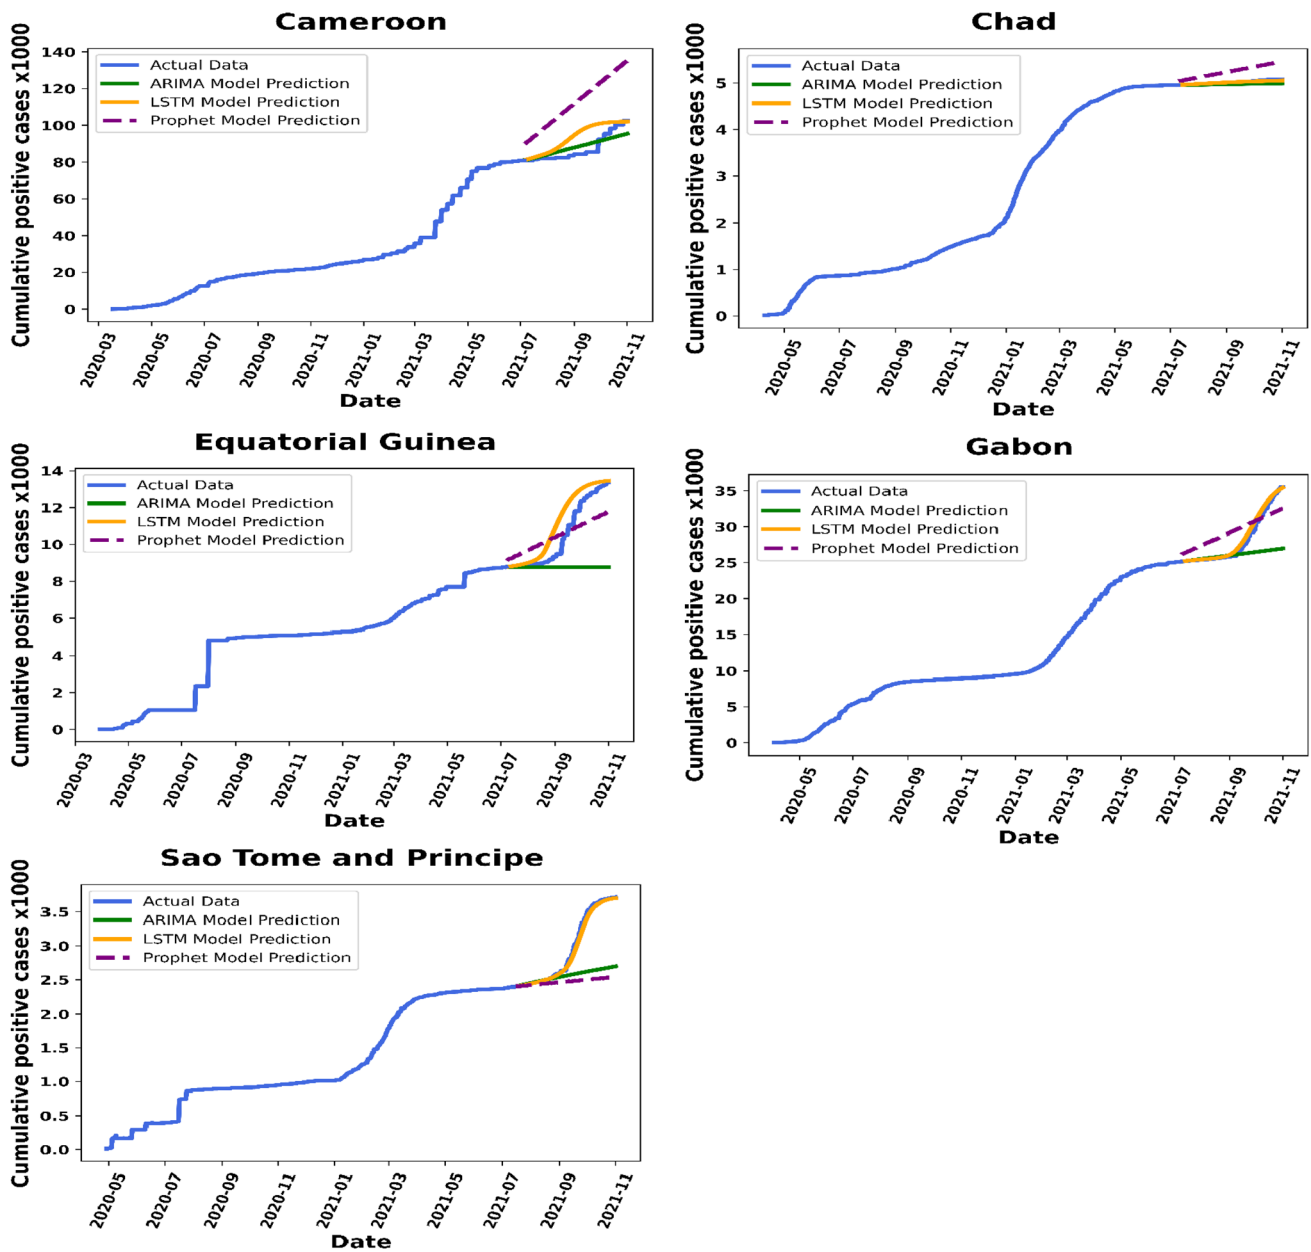 Cameroon
Cumulative positive cases x1000
140
120
100
80
60
40
20
0
Actual Data
ARIMA Model Prediction
LSTM Model Prediction
Prophet Model Prediction
2020-03
2020-05
2020-07
2020-09
2020-11
2021-01
2021-03
2021-05
2021-07
2021-09
2021-11
Date
Chad
Cumulative positive cases x1000
5
4
3
2
1
0
Actual Data
ARIMA Model Prediction
LSTM Model Prediction
Prophet Model Prediction
2020-05
2020-07
2020-09
2020-11
2021-01
2021-03
2021-05
2021-07
2021-09
2021-11
Date
Equatorial Guinea
Cumulative positive cases x1000
14
12
10
8
6
4
2
0
Actual Data
ARIMA Model Prediction
LSTM Model Prediction
Prophet Model Prediction
2020-03
2020-05
2020-07
2020-09
2020-11
2021-01
2021-03
2021-05
2021-07
2021-09
2021-11
Date
Gabon
Cumulative positive cases x1000
35
30
25
20
15
10
5
0
Actual Data
ARIMA Model Prediction
LSTM Model Prediction
Prophet Model Prediction
2020-05
2020-07
2020-09
2020-11
2021-01
2021-03
2021-05
2021-07
2021-09
2021-11
Date
Sao Tome and Principe
Cumulative positive cases x1000
3.5
3.0
2.5
2.0
1.5
1.0
0.5
0.0
Actual Data
ARIMA Model Prediction
LSTM Model Prediction
Prophet Model Prediction
2020-05
2020-07
2020-09
2020-11
2021-01
2021-03
2021-05
2021-07
2021-09
2021-11
Date